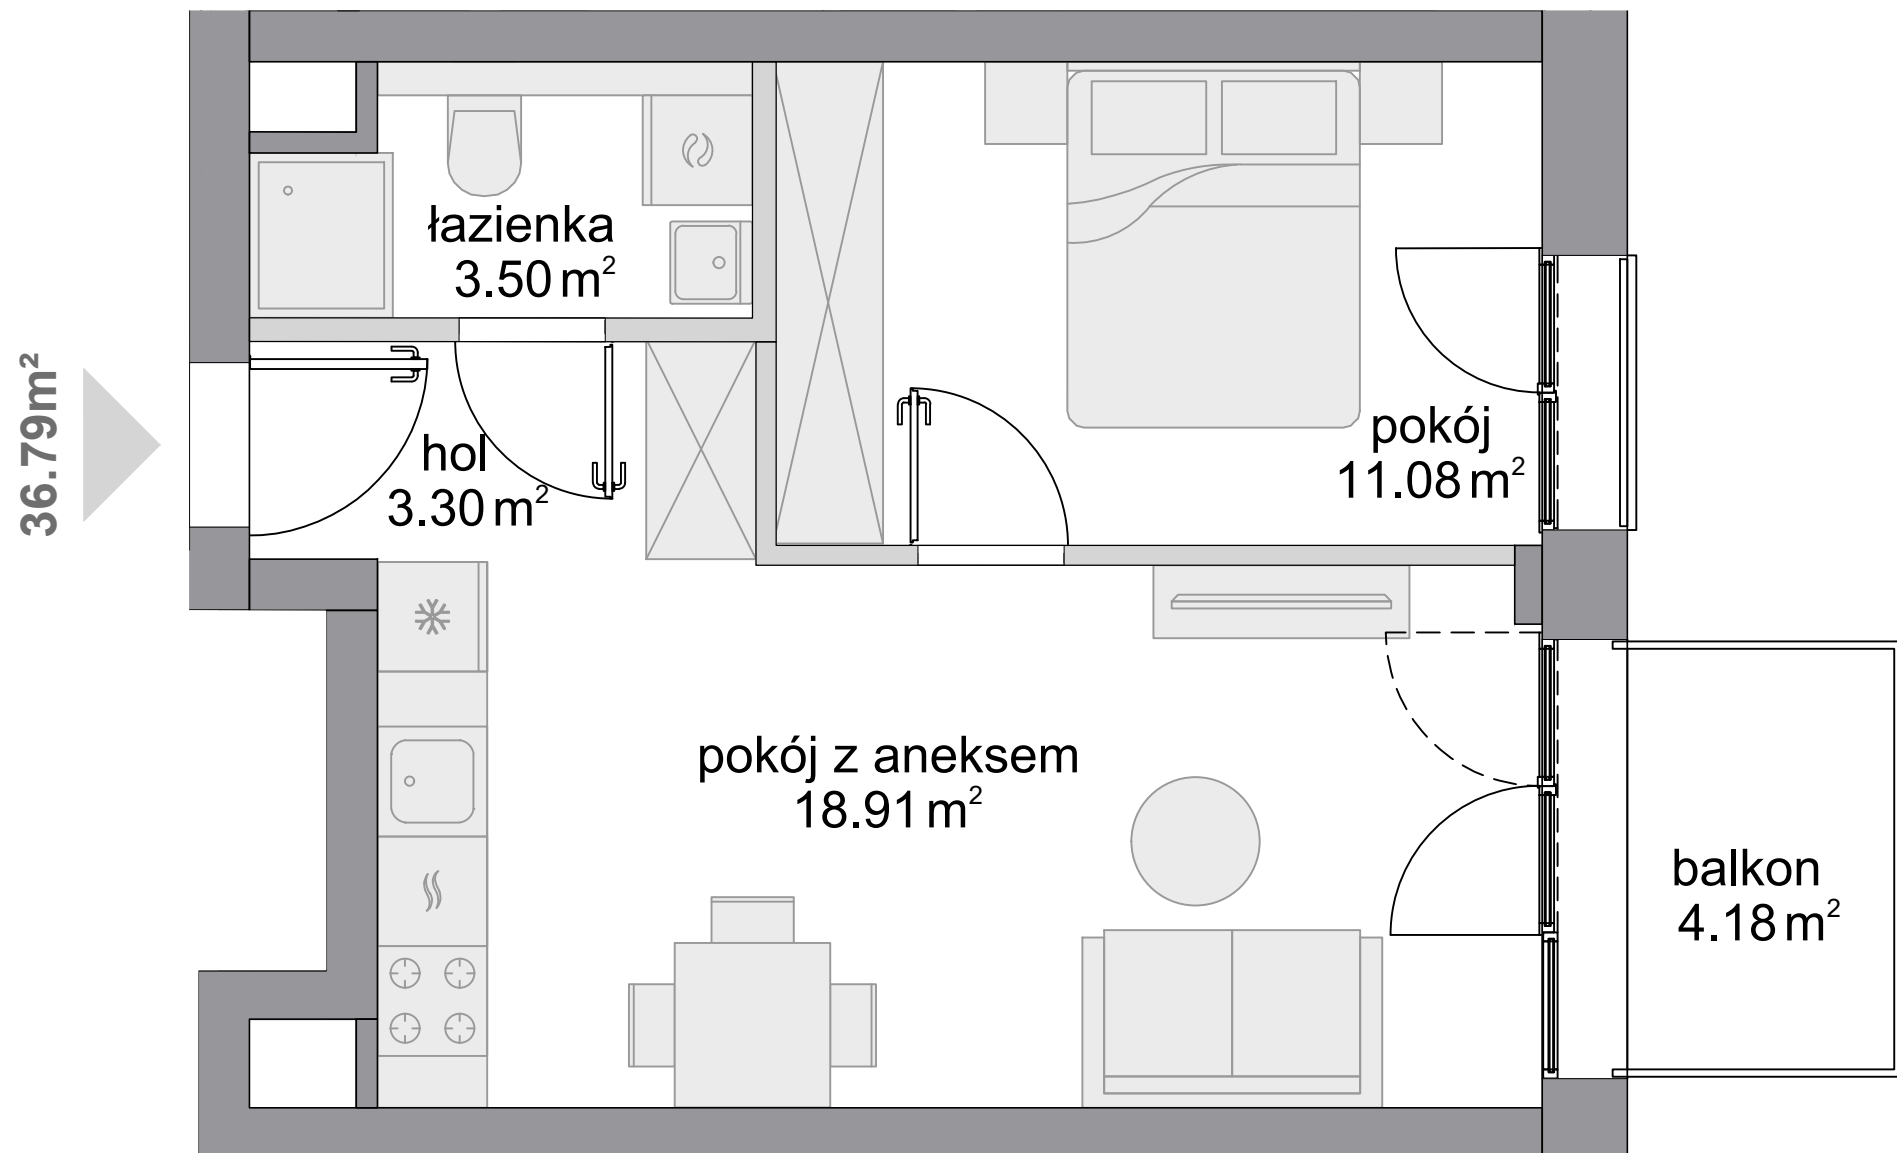 36.79m²
łazienka
3.50 m²
hol
3.30 m²
pokój
11.08 m²
pokój z aneksem
18.91 m²
balkon
4.18 m²